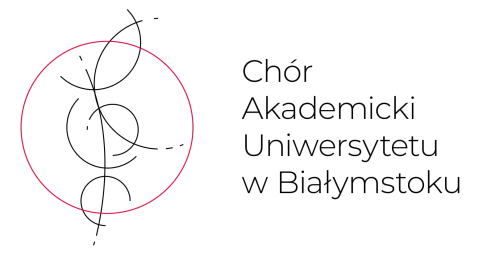 Chór
Akademicki
Uniwersytetu
w Białymstoku